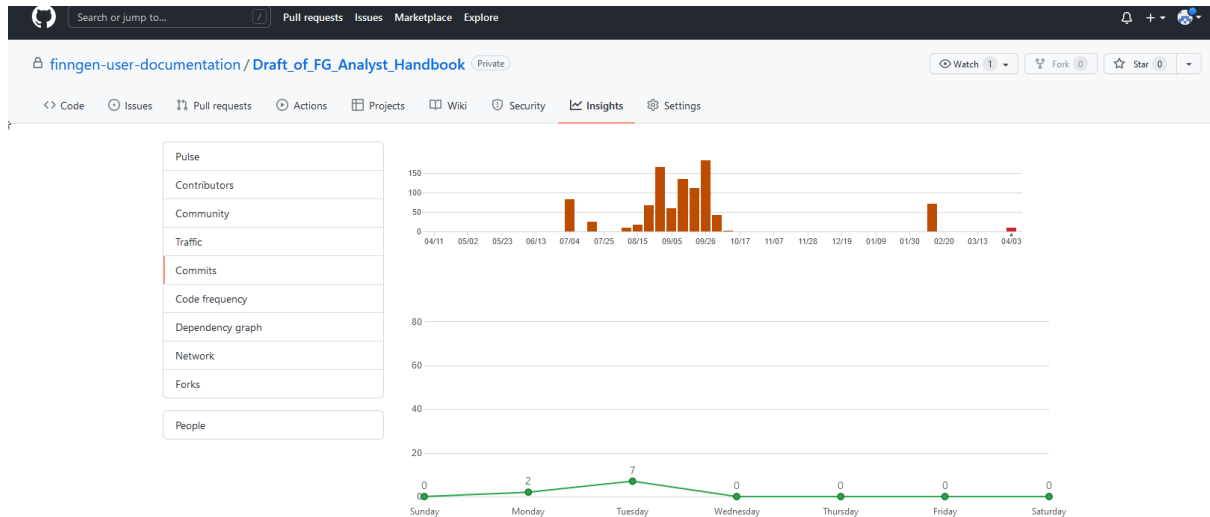 Search or jump to... / Pull requests Issues Marketplace Explore
finngen-user-documentation / Draft_of_FG_Analyst_Handbook Private
Watch 1 Fork 0 Star 0
Code Issues Pull requests Actions Projects Wiki Security Insights Settings
Pulse
Contributors
Community
Traffic
Commits
Code frequency
Dependency graph
Network
Forks
People
150
100
50
0
04/11 05/02 05/23 06/13 07/04 07/25 08/15 09/05 09/26 10/17 11/07 11/28 12/19 01/09 01/30 02/20 03/13 04/03
80
60
40
20
0
0 2 7 0 0 0 0
Sunday Monday Tuesday Wednesday Thursday Friday Saturday